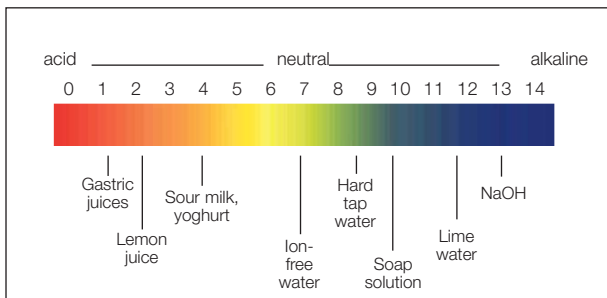 acid neutral alkaline
0 1 2 3 4 5 6 7 8 9 10 11 12 13 14
Gastric
juices
Lemon
juice
Sour milk,
yoghurt
Ion-
free
water
Hard
tap
water
Soap
solution
Lime
water
NaOH